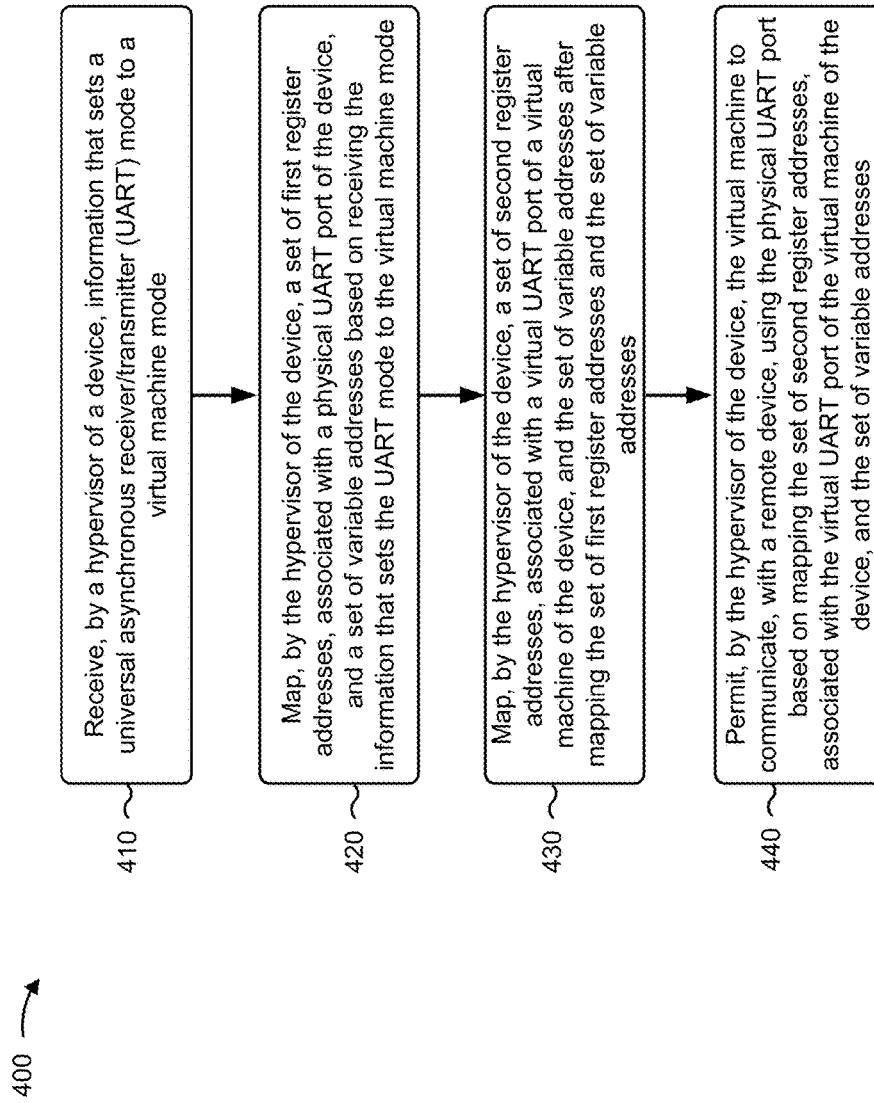 400
410
Receive, by a hypervisor of a device, information that sets a
universal asynchronous receiver/transmitter (UART) mode to a
virtual machine mode
420
Map, by the hypervisor of the device, a set of first register
addresses, associated with a physical UART port of the device,
and a set of variable addresses based on receiving the
information that sets the UART mode to the virtual machine mode
430
Map, by the hypervisor of the device, a set of second register
addresses, associated with a virtual UART port of a virtual
machine of the device, and the set of variable addresses after
mapping the set of first register addresses and the set of variable
addresses
440
Permit, by the hypervisor of the device, the virtual machine to
communicate, with a remote device, using the physical UART port
based on mapping the set of second register addresses,
associated with the virtual UART port of the virtual machine of the
device, and the set of variable addresses